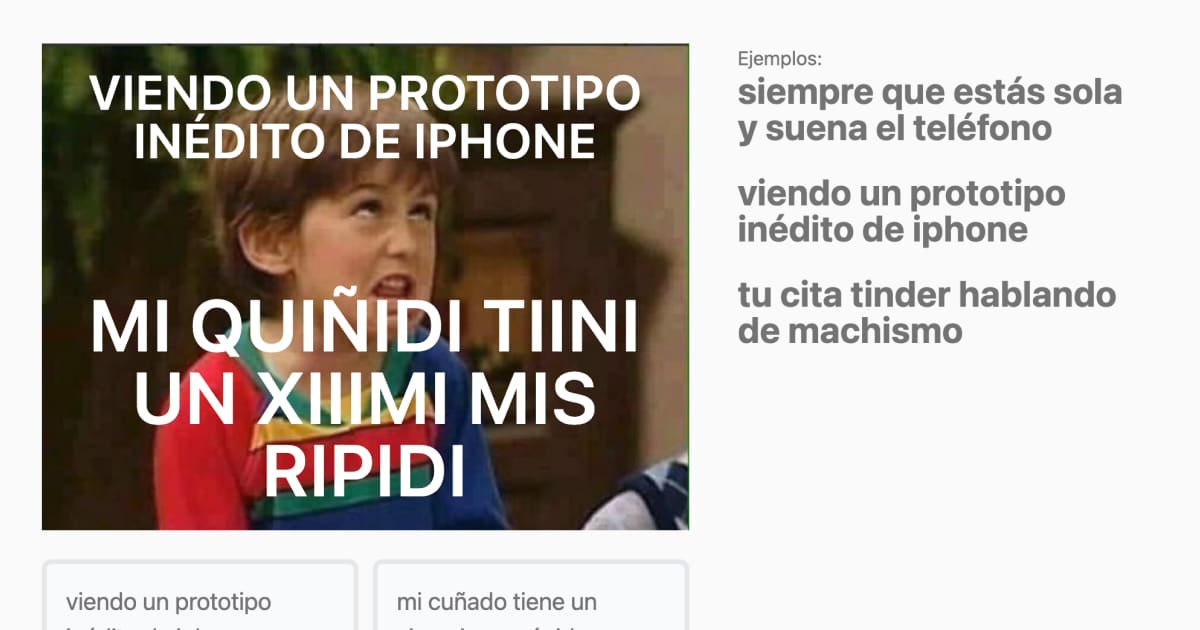 VIENDO UN PROTOTIPO
INÉDITO DE IPHONE
MI QUIÑIDI TIINI
UN XIIIMI MIS
RIPIDI
Ejemplos:
siempre que estás sola
y suena el teléfono
viendo un prototipo
inédito de iphone
tu cita tinder hablando
de machismo
viendo un prototipo
mi cuñado tiene un